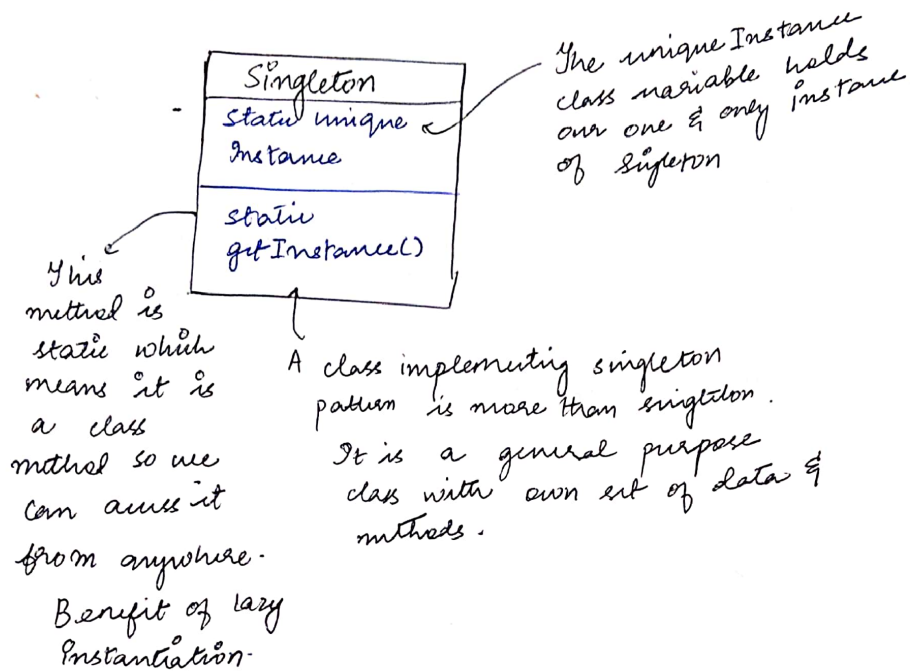 Singleton
static unique
Instance
static
getInstance()
The unique Instance
class variable holds
our one & only instance
of Singleton
This
method is
static which
means it is
a class
method so we
can access it
from anywhere.
Benefit of lazy
Instantiation.
A class implementing singleton
pattern is more than singleton.
It is a general purpose
class with own set of data &
methods.